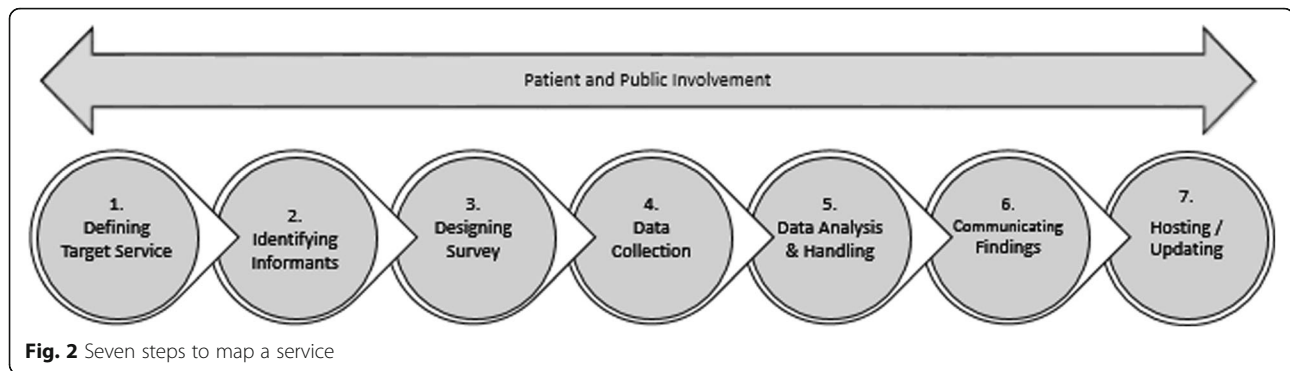 Patient and Public Involvement
1.
Defining
Target Service
2.
Identifying
Informants
3.
Designing
Survey
4.
Data
Collection
5.
Data Analysis
& Handling
6.
Communicating
Findings
7.
Hosting /
Updating
Fig. 2 Seven steps to map a service